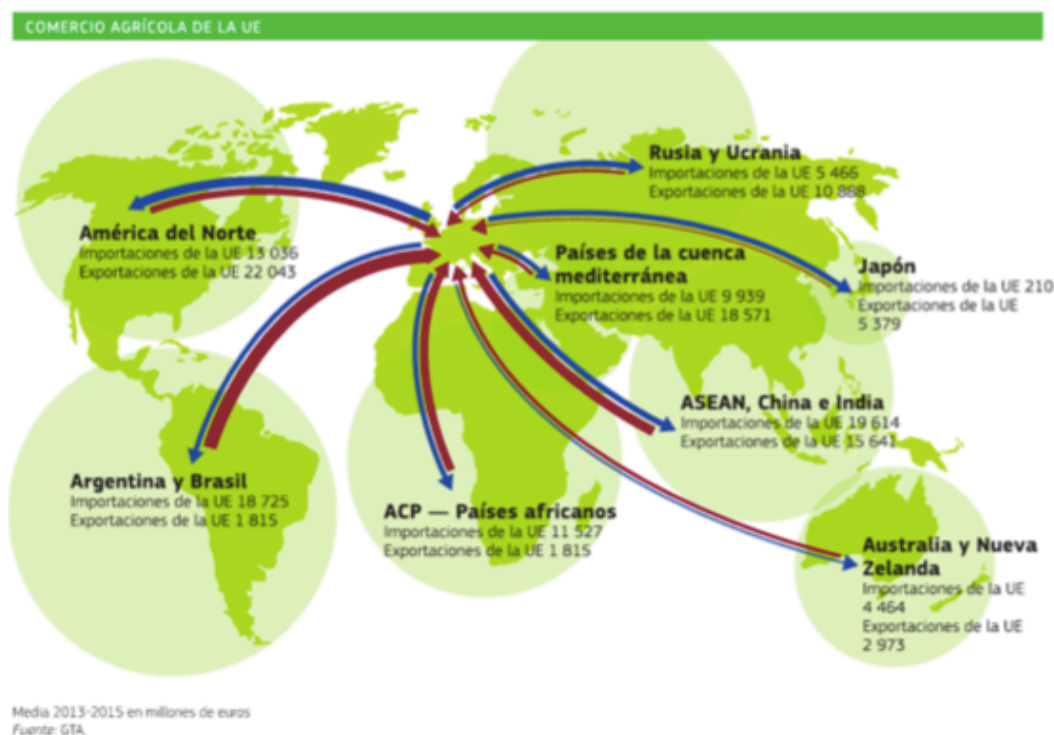 COMERCIO AGRÍCOLA DE LA UE
Rusia y Ucrania
Importaciones de la UE 5 466
Exportaciones de la UE 10 888
América del Norte
Importaciones de la UE 13 036
Exportaciones de la UE 22 043
Países de la cuenca
mediterránea
Importaciones de la UE 9 939
Exportaciones de la UE 18 571
Japón
Importaciones de la UE 210
Exportaciones de la UE
5 379
ASEAN, China e India
Importaciones de la UE 19 614
Exportaciones de la UE 15 641
Argentina y Brasil
Importaciones de la UE 18 725
Exportaciones de la UE 1 815
ACP — Países africanos
Importaciones de la UE 11 527
Exportaciones de la UE 1 815
Australia y Nueva
Zelanda
Importaciones de la UE
4 464
Exportaciones de la UE
2 973
Media 2013-2015 en millones de euros
Fuente: GTA.